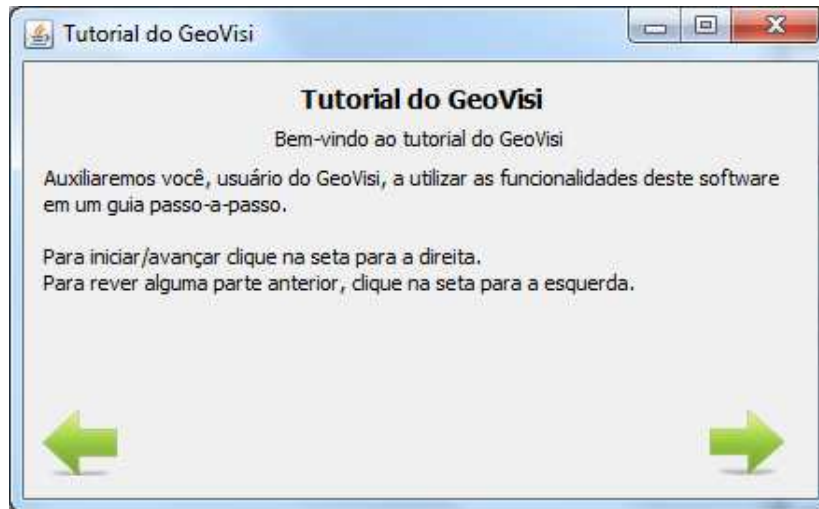 Tutorial do GeoVisi
Tutorial do GeoVisi
Bem-vindo ao tutorial do GeoVisi
Auxiliaremos você, usuário do GeoVisi, a utilizar as funcionalidades deste software
em um guia passo-a-passo.
Para iniciar/avançar clique na seta para a direita.
Para rever alguma parte anterior, clique na seta para a esquerda.